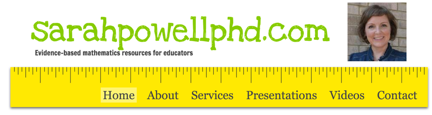 sarahpowellphd.com
Evidence-based mathematics resources for educators
Home About Services Presentations Videos Contact